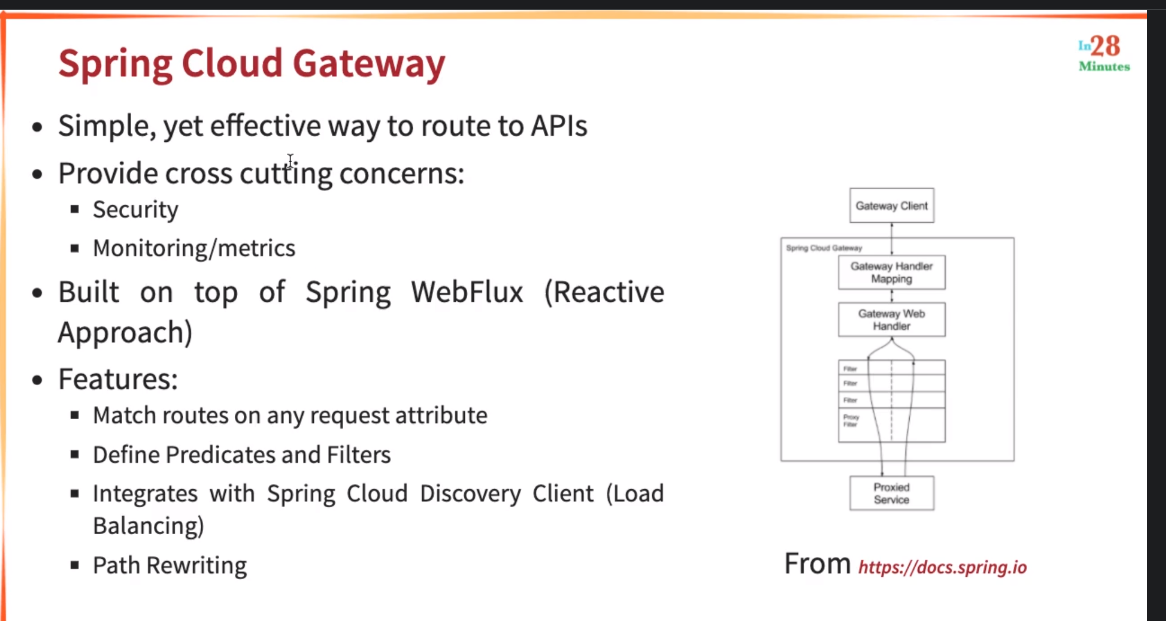 Spring Cloud Gateway
In28
Minutes
• Simple, yet effective way to route to APIs
• Provide cross cutting concerns:
▪ Security
▪ Monitoring/metrics
• Built on top of Spring WebFlux (Reactive
Approach)
• Features:
▪ Match routes on any request attribute
▪ Define Predicates and Filters
▪ Integrates with Spring Cloud Discovery Client (Load
Balancing)
▪ Path Rewriting
Gateway Client
Spring Cloud Gateway
Gateway Handler
Mapping
Gateway Web
Handler
Filter
Filter
Filter
Proxy
Filter
Proxied
Service
From https://docs.spring.io